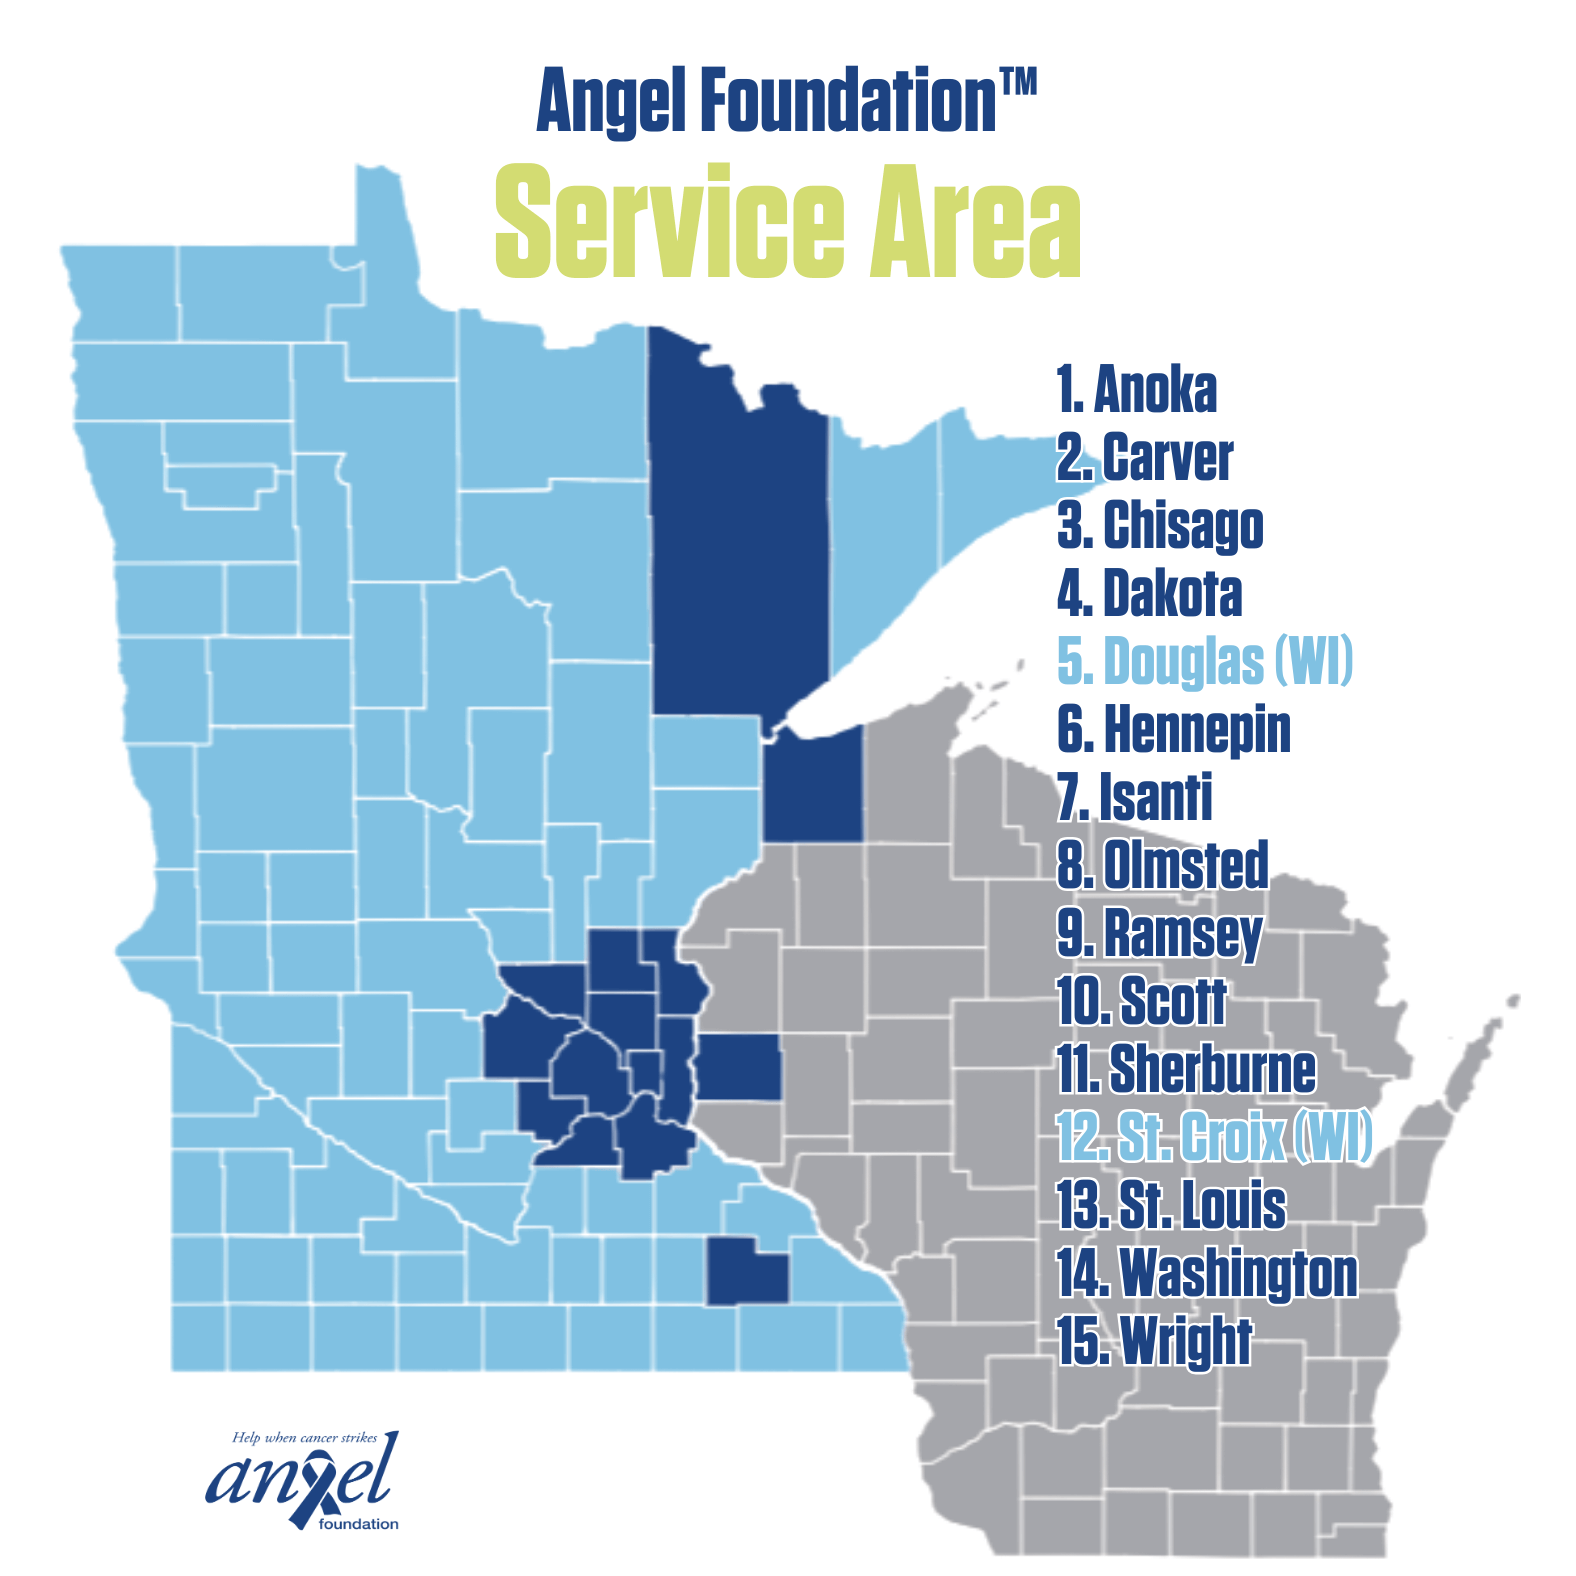 Angel Foundation™
Service Area
1. Anoka
2. Carver
3. Chisago
4. Dakota
5. Douglas (WI)
6. Hennepin
7. Isanti
8. Olmsted
9. Ramsey
10. Scott
11. Sherburne
12. St. Croix (WI)
13. St. Louis
14. Washington
15. Wright
Help when cancer strikes
angel
foundation